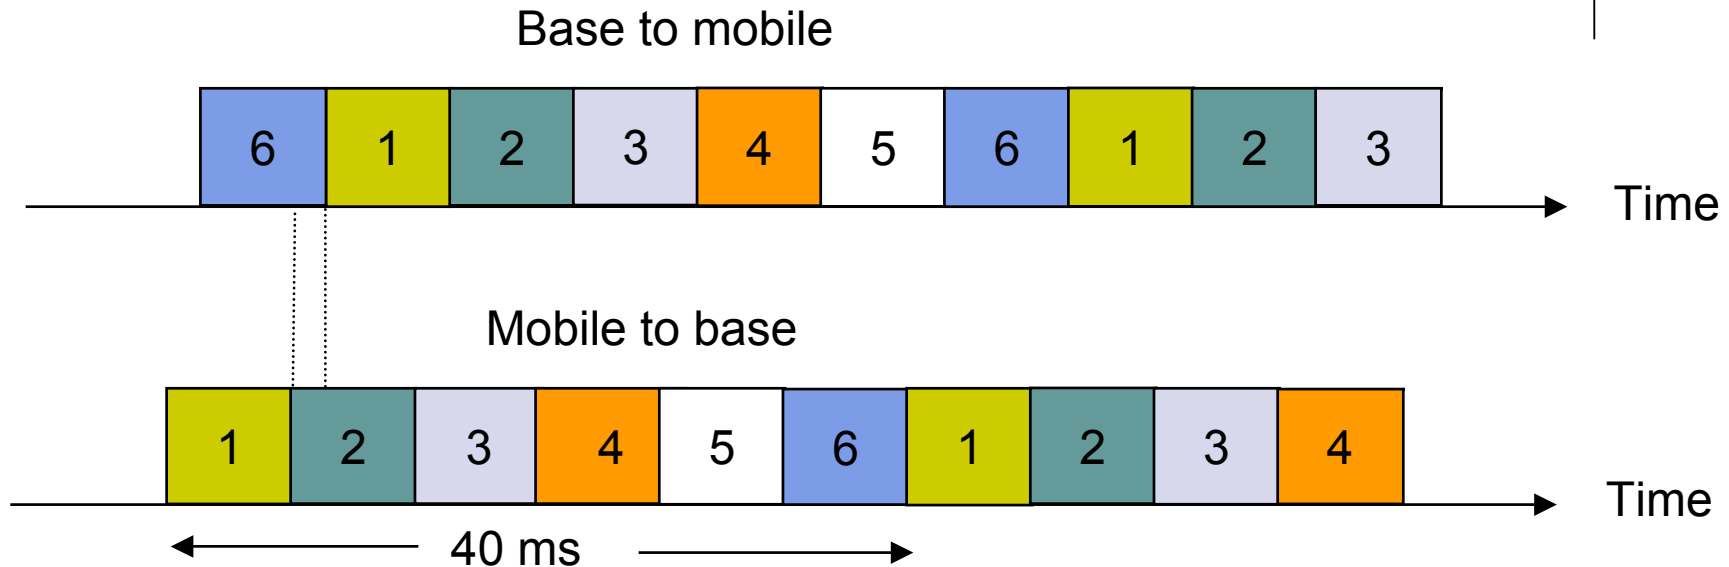 Base to mobile
6 1 2 3 4 5 6 1 2 3
Time
Mobile to base
1 2 3 4 5 6 1 2 3 4
Time
40 ms